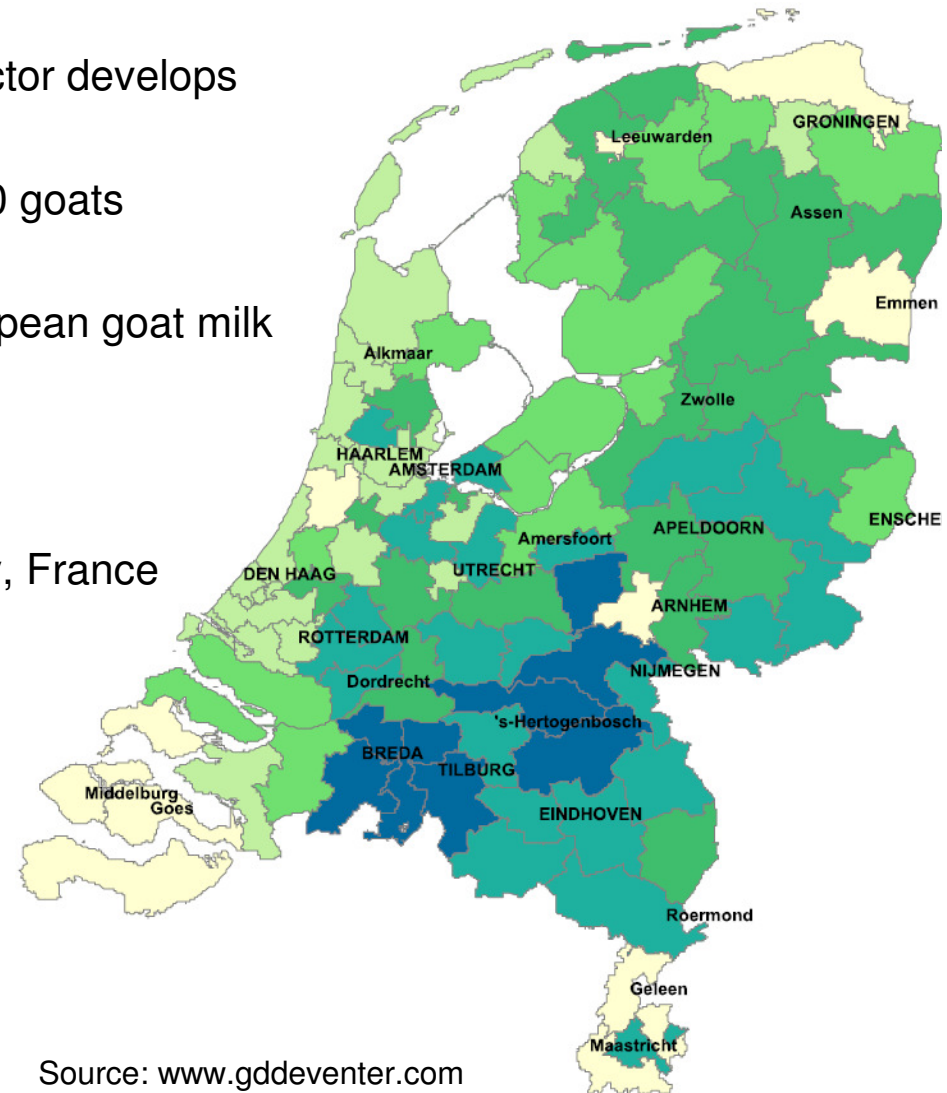 ctor develops
0 goats
pean goat milk
, France
GRONINGEN
Leeuwarden
Assen
Emmen
Alkmaar
Zwolle
HAARLEM
AMSTERDAM
ENSCHE
APELDOORN
Amersfoort
UTRECHT
DEN HAAG
ARNHEM
ROTTERDAM
NIJMEGEN
Dordrecht
's-Hertogenbosch
BREDA
TILBURG
Middelburg
Goes
EINDHOVEN
Roermond
Geleen
Maastricht
Source: www.gddeventer.com